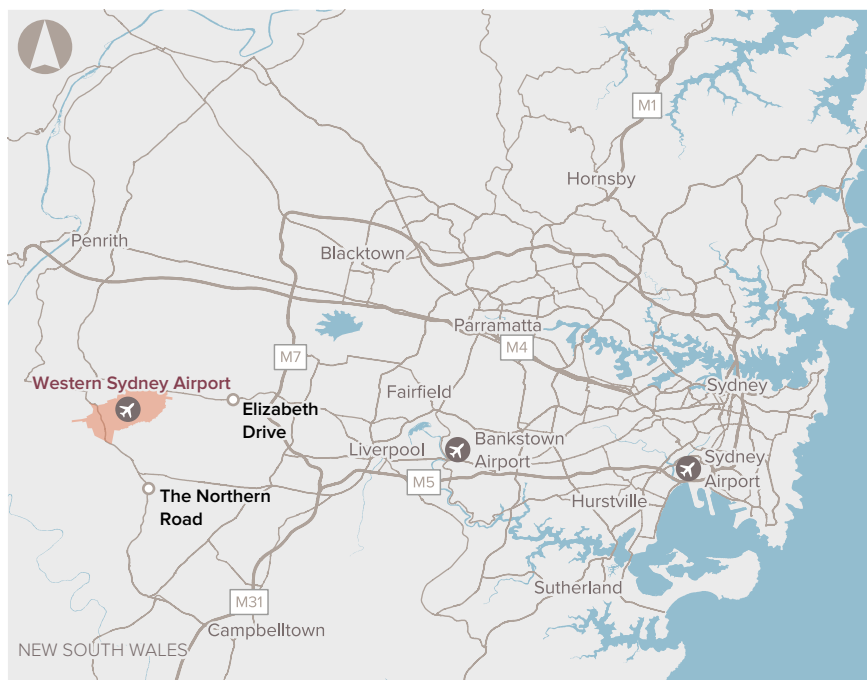 M1
Hornsby
Penrith
Blacktown
Parramatta
M4
M7
Western Sydney Airport
Fairfield
Sydney
Elizabeth
Drive
Liverpool
Bankstown
Airport
Sydney
Airport
M5
Hurstville
The Northern
Road
Sutherland
M31
Campbelltown
NEW SOUTH WALES